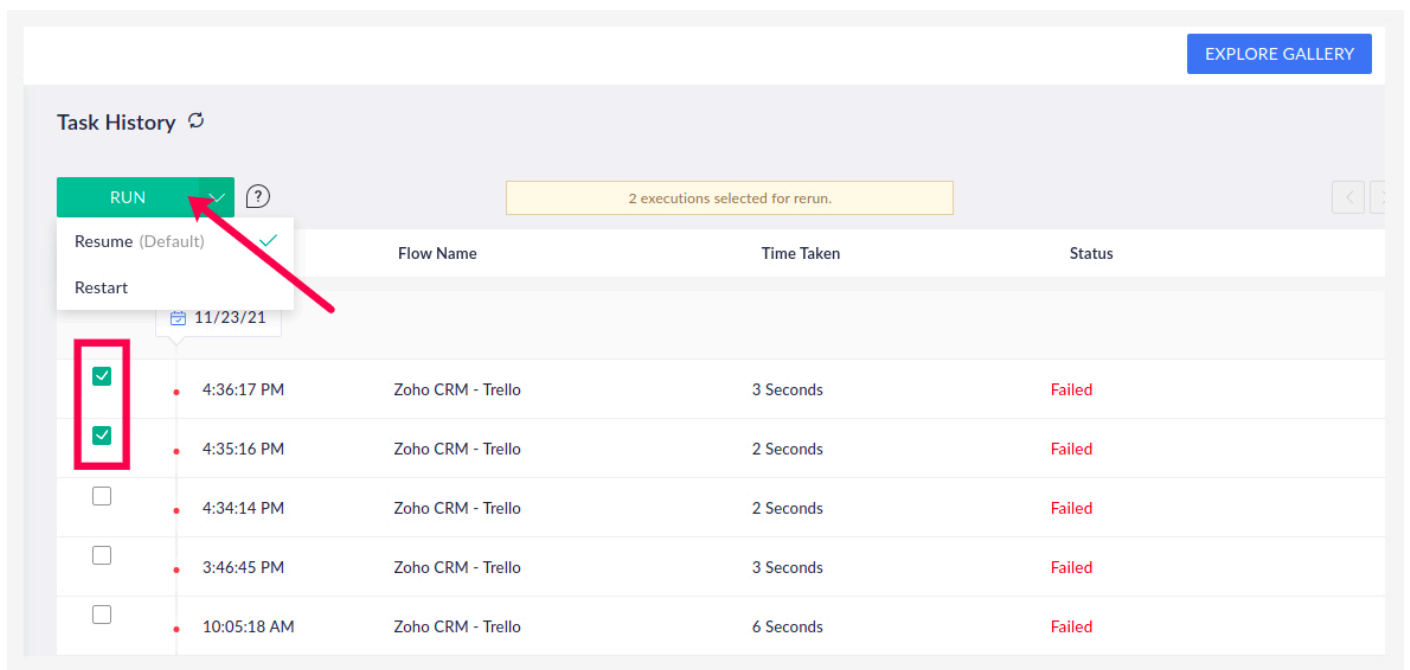 EXPLORE GALLERY
Task History
RUN
2 executions selected for rerun.
Resume (Default)
Restart
Flow Name Time Taken Status
11/23/21
4:36:17 PM Zoho CRM - Trello 3 Seconds Failed
4:35:16 PM Zoho CRM - Trello 2 Seconds Failed
4:34:14 PM Zoho CRM - Trello 2 Seconds Failed
3:46:45 PM Zoho CRM - Trello 3 Seconds Failed
10:05:18 AM Zoho CRM - Trello 6 Seconds Failed